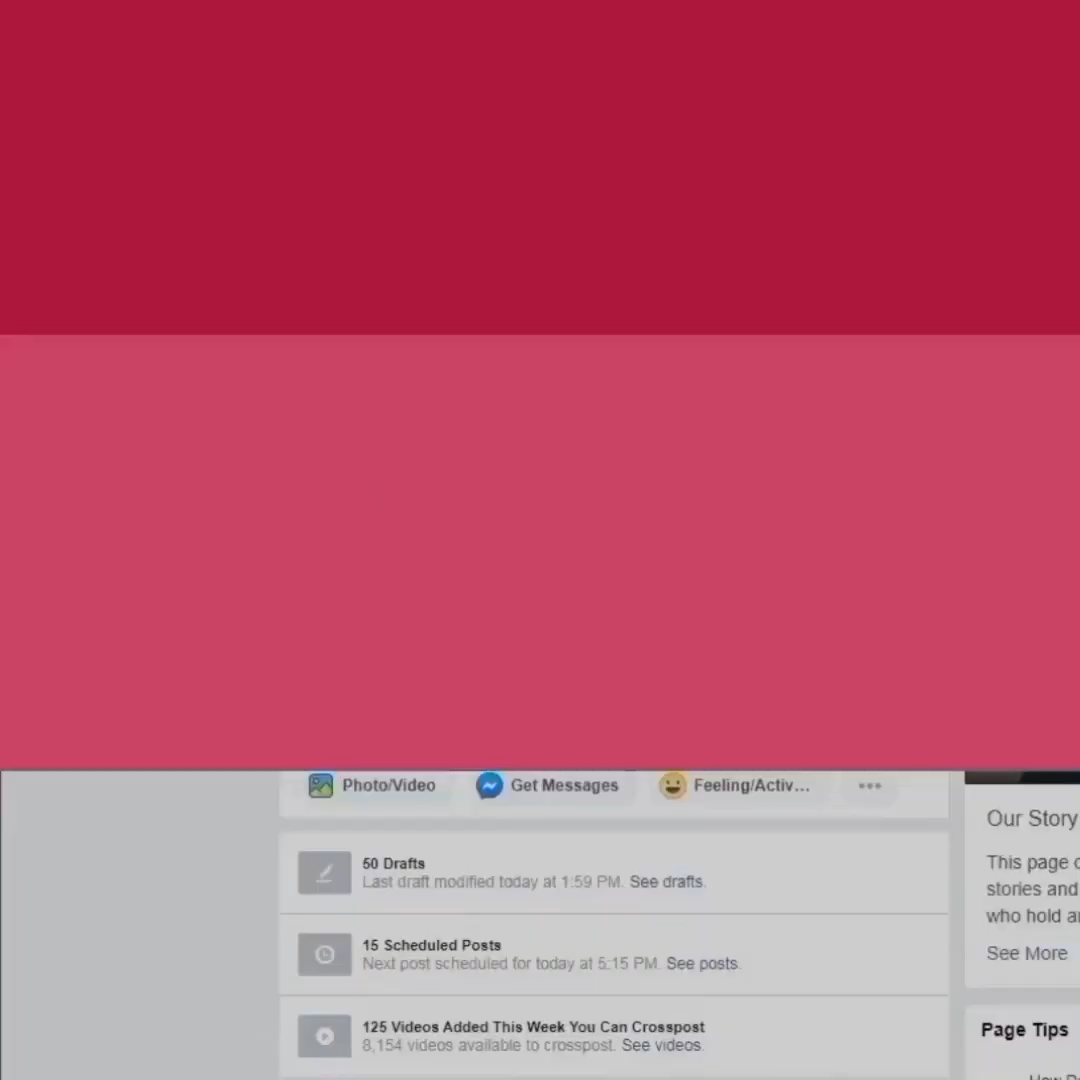 Photo/Video
Get Messages
Feeling/Activ...
50 Drafts
Last draft modified today at 1:59 PM. See drafts.
15 Scheduled Posts
Next post scheduled for today at 5:15 PM. See posts.
125 Videos Added This Week You Can Crosspost
8,154 videos available to crosspost. See videos.
Our Story
This page
stories and
who hold
See More
Page Tips